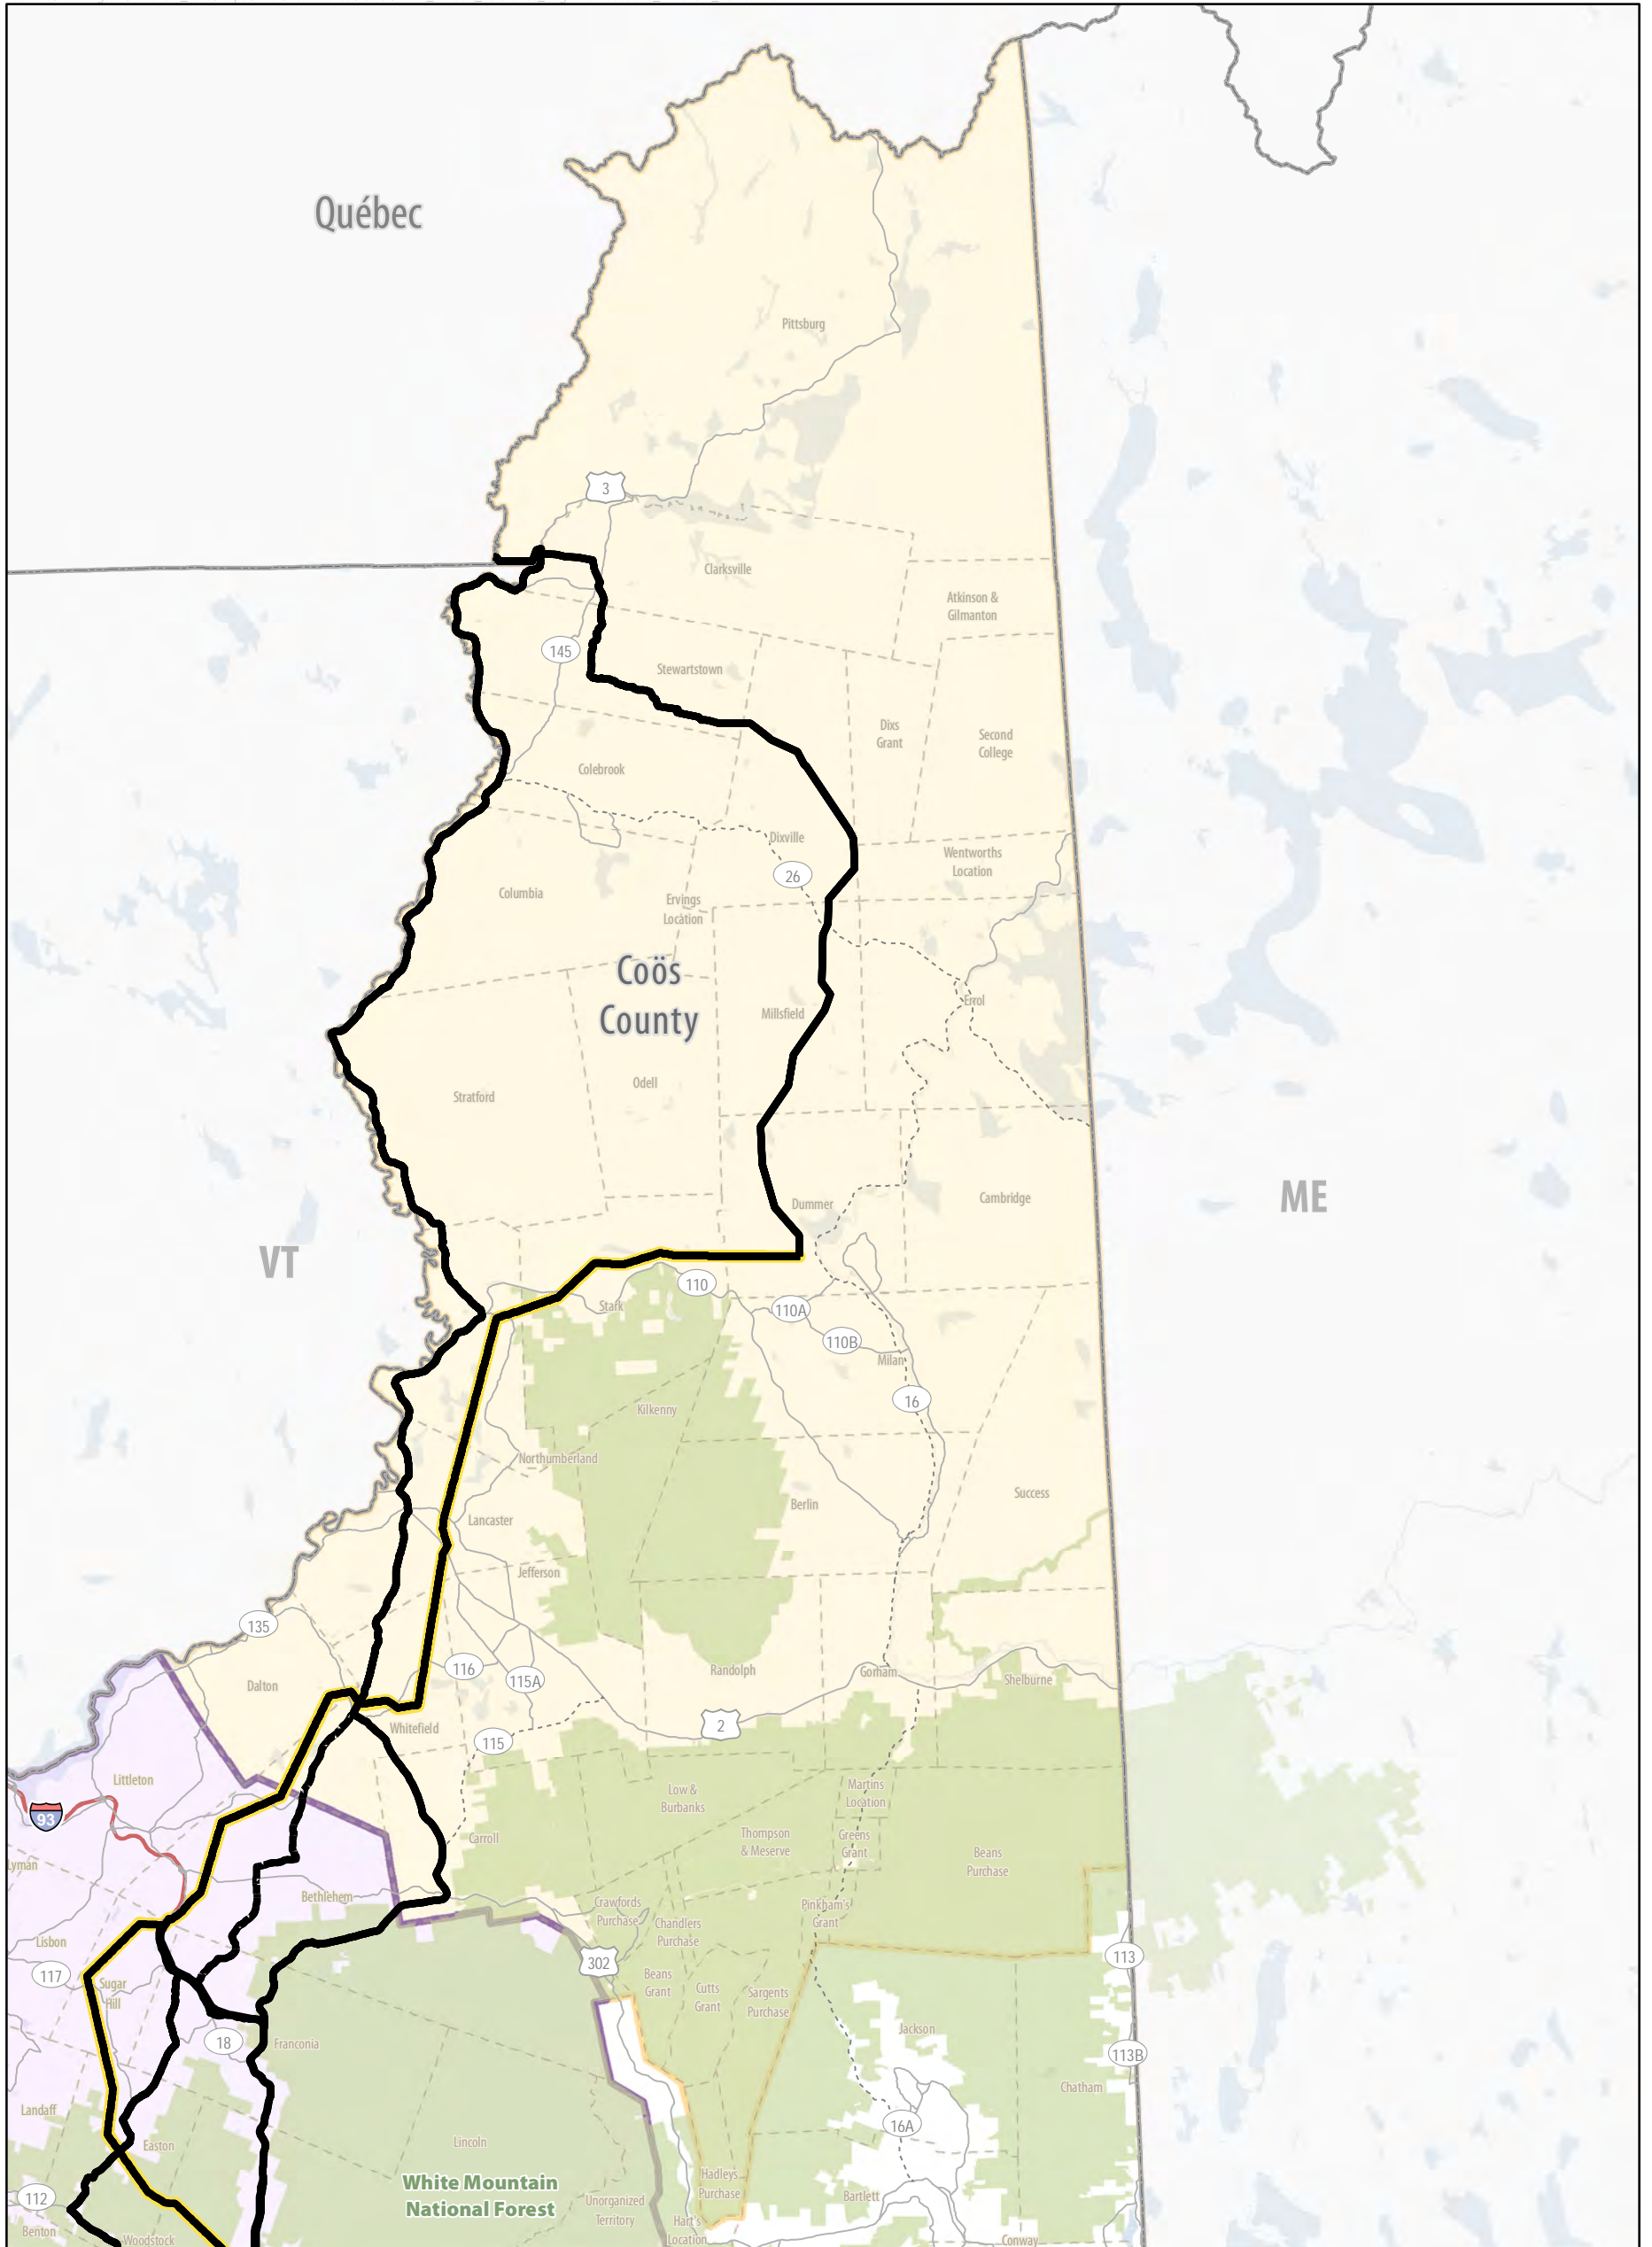 Québec
Pittsburg
3
Clarksville
Atkinson &
Gilmanton
145
Stewartstown
Dixs
Grant
Second
College
Colebrook
Dixville
Wentworths
Location
26
Columbia
Ervings
Location
Coös
County
Errol
Millsfield
Odell
Stratford
ME
Cambridge
Dummer
VT
110
Stark
110A
110B
Milan
16
Kilkenny
Northumberland
Success
Berlin
Lancaster
Jefferson
135
116
Randolph
Gorham
115A
Shelburne
Dalton
2
Whitefield
115
Littleton
Low &
Burbanks
Martins
Location
93
Carroll
Thompson
& Meserve
Greens
Grant
Beans
Purchase
Lyman
Bethlehem
Crawfords
Purchase
Chandlers
Purchase
Pinkham's
Grant
Lisbon
113
302
117
Sugar
Hill
Beans
Grant
Cutts
Grant
Sargents
Purchase
Jackson
18
Franconia
113B
Chatham
Landaff
16A
Easton
Lincoln
White Mountain
National Forest
Hadleys
Purchase
112
Unorganized
Territory
Bartlett
Benton
Hart's
Location
Woodstock
Conway